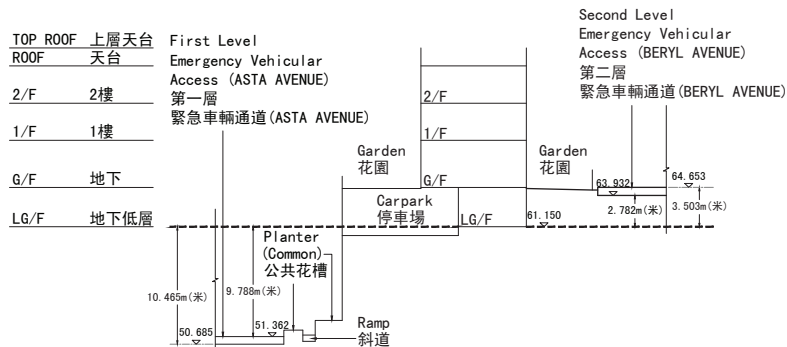 TOP ROOF 上層天台
ROOF 天台
2/F 2樓
1/F 1樓
G/F 地下
LG/F 地下低層
First Level
Emergency Vehicular
Access (ASTA AVENUE)
第一層
緊急車輛通道(ASTA AVENUE)
Second Level
Emergency Vehicular
Access (BERYL AVENUE)
第二層
緊急車輛通道(BERYL AVENUE)
2/F
1/F
G/F
Garden
花園
Garden
花園
Carpark
停車場
LG/F
61.150
63.932
64.653
2.782m(米)
3.503m(米)
Planter
(Common)
公共花槽
10.465m(米)
9.788m(米)
50.685
51.362
Ramp
斜道